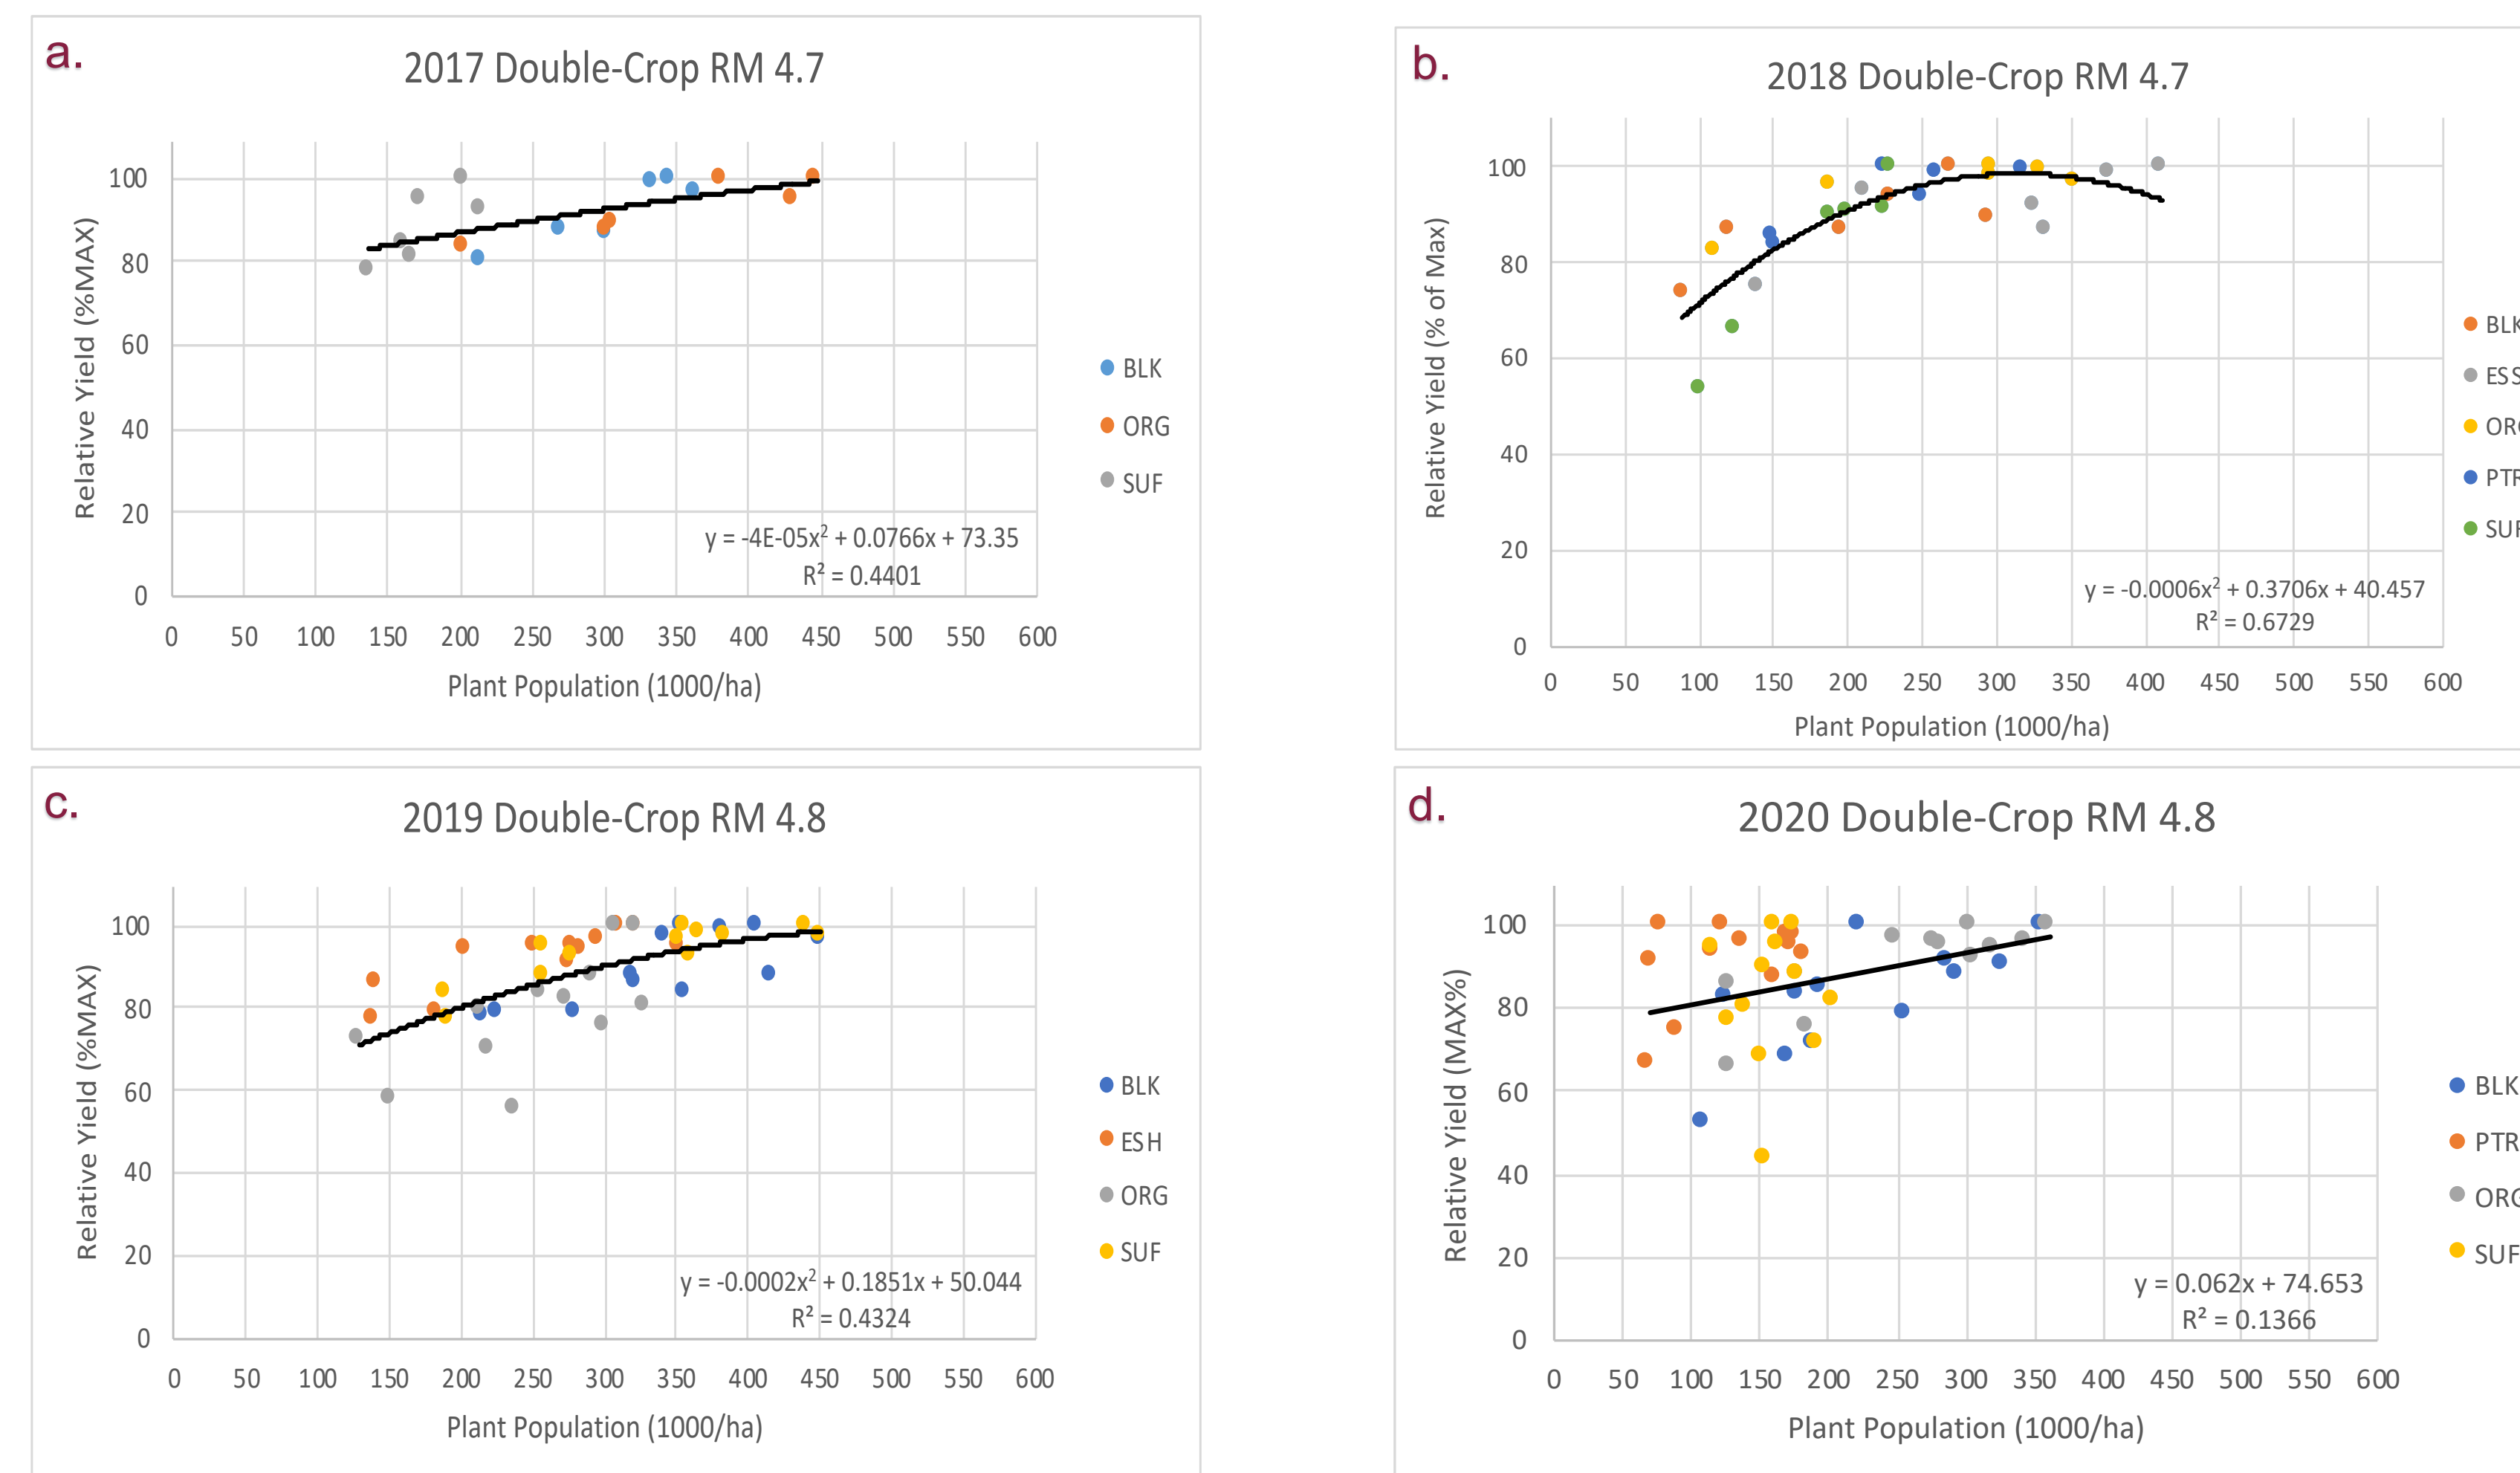 a.
2017 Double-Crop RM 4.7
Relative Yield (%MAX)
100
80
60
40
20
0
0 50 100 150 200 250 300 350 400 450 500 550 600
Plant Population (1000/ha)
BLK
ORG
SUF
y = -4E-05x² + 0.0766x + 73.35
R² = 0.4401
b.
2018 Double-Crop RM 4.7
Relative Yield (% of Max)
100
80
60
40
20
0
0 50 100 150 200 250 300 350 400 450 500 550 600
Plant Population (1000/ha)
y = -0.0006x² + 0.3706x + 40.457
R² = 0.6729
c.
2019 Double-Crop RM 4.8
Relative Yield (%MAX)
100
80
60
40
20
0
0 50 100 150 200 250 300 350 400 450 500 550 600
Plant Population (1000/ha)
BLK
ESH
ORG
SUF
y = -0.0002x² + 0.1851x + 50.044
R² = 0.4324
d.
2020 Double-Crop RM 4.8
Relative Yield (MAX%)
100
80
60
40
20
0
0 50 100 150 200 250 300 350 400 450 500 550 600
Plant Population (1000/ha)
BLK
PTR
SUF
y = 0.062x + 74.653
R² = 0.1366